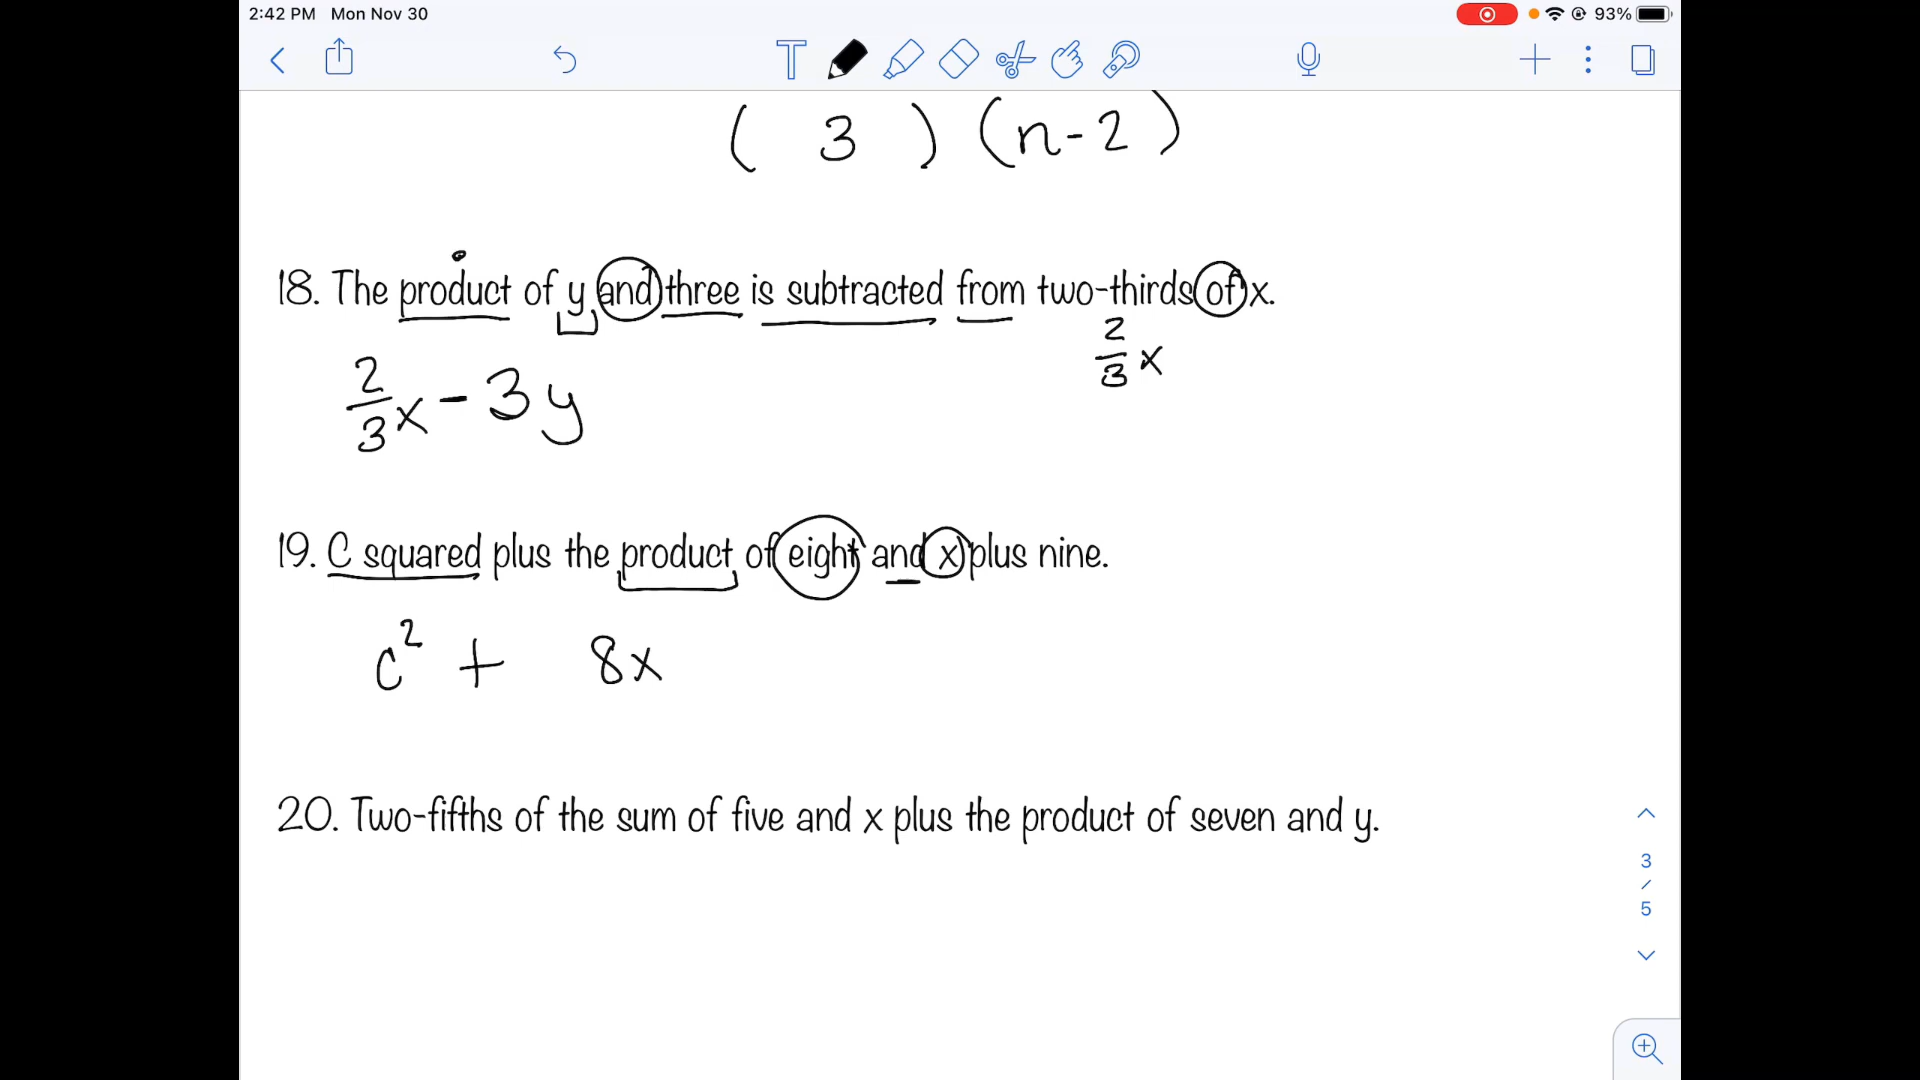 2:42 PM Mon Nov 30 93%
T
( 3 ) (n-2)
18. The product of y and three is subtracted from two-thirds of x.
2/3 x
2/3 x - 3y
19. C squared plus the product of eight and x plus nine.
c² + 8x
20. Two-fifths of the sum of five and x plus the product of seven and y.
3
/
5